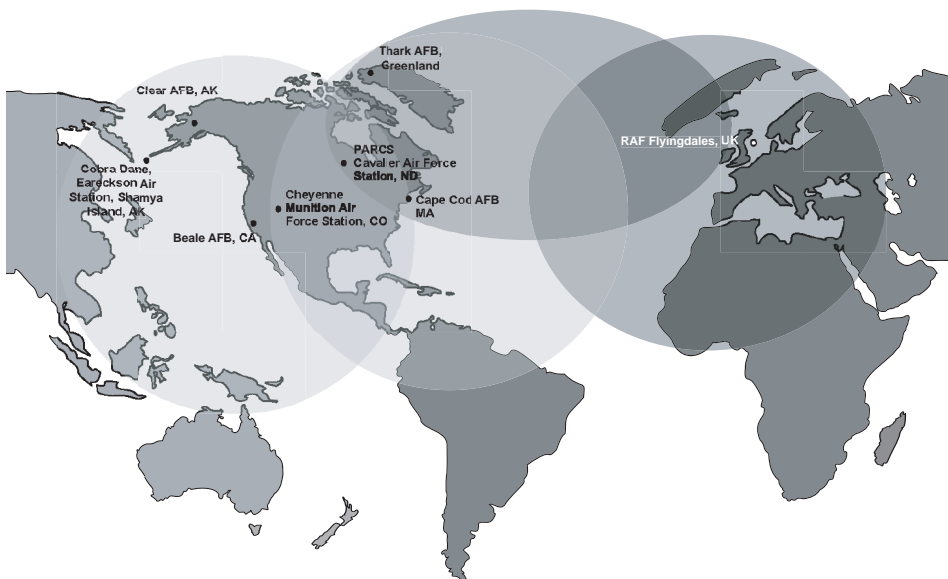 Thark AFB,
Greenland
Clear AFB, AK
RAF Flyingdales, UK
PARCS
Cavalier Air Force
Station, ND
Cobra Dane,
Eareckson Air
Station, Shamya
Island, AK
Cheyenne
Munition Air
Force Station, CO
Cape Cod AFB
MA
Beale AFB, CA